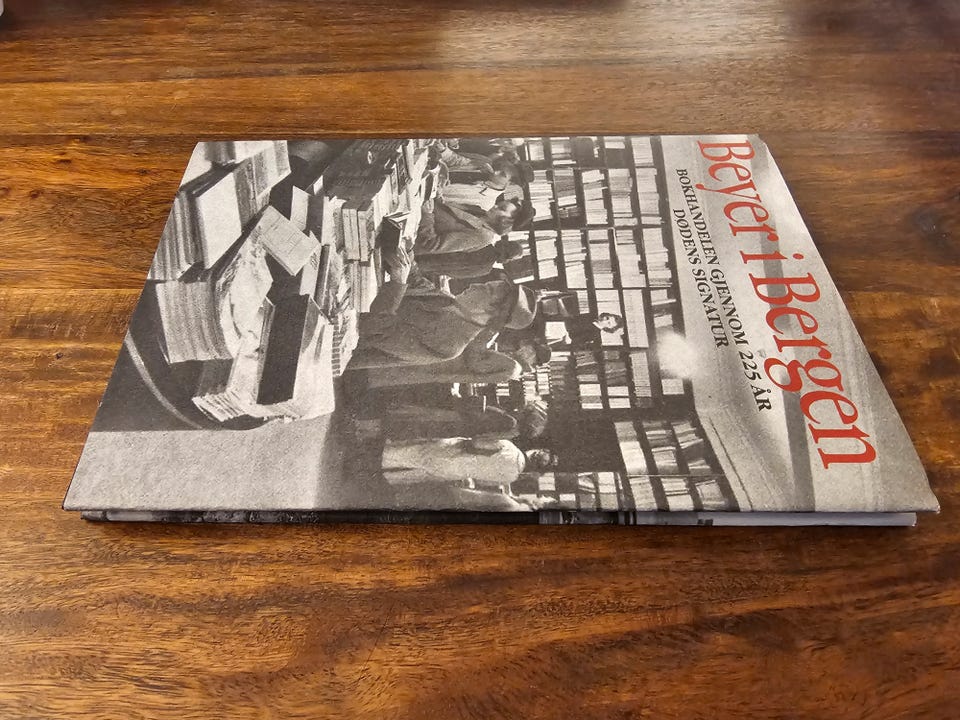 Beyer i Bergen
BOKHANDELEN GJENNOM 225 ÅR
DØDENS SIGNATUR